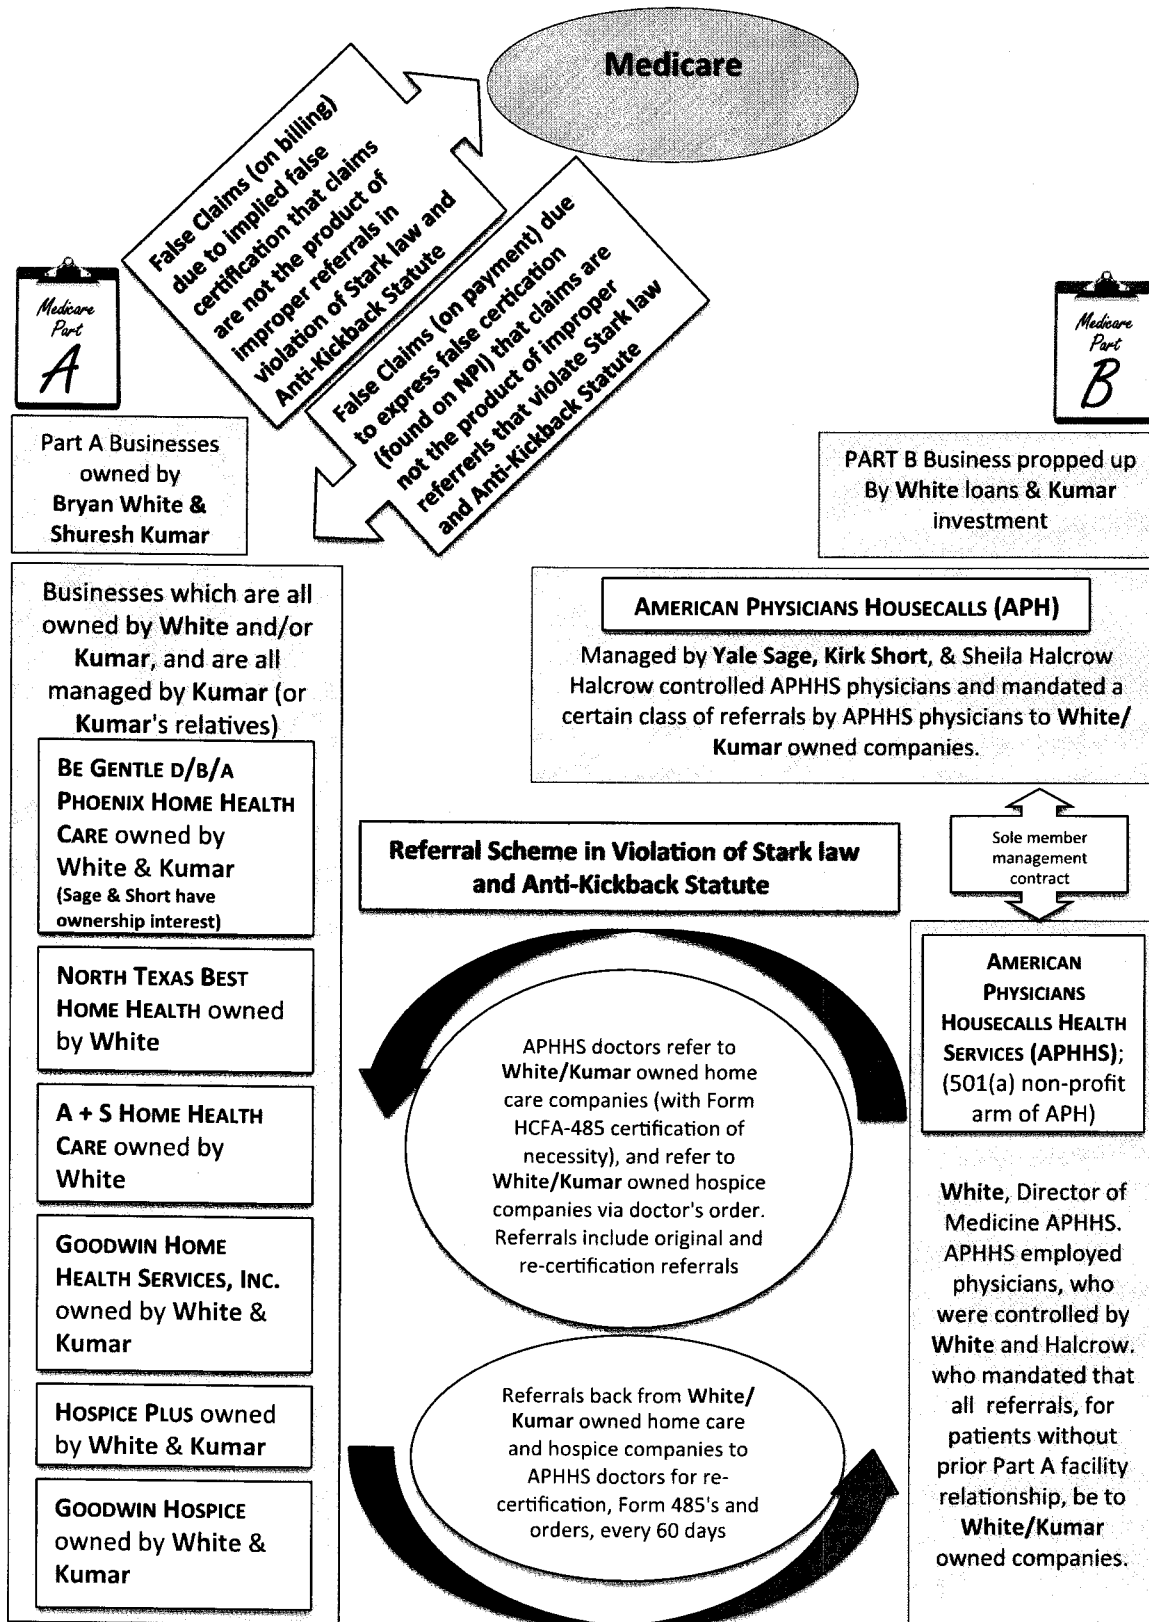 Medicare
False Claims (on billing)
due to implied false
certification that claims
are not the product of
improper referrals in
violation of Stark law and
Anti-Kickback Statute
False Claims (on payment) due
to express false certication
(found on NPI) that claims are
not the product of improper
referrerls that violate Stark law
and Anti-Kickback Statute
Medicare
Part
A
Medicare
Part
B
Part A Businesses
owned by
Bryan White &
Shuresh Kumar
PART B Business propped up
By White loans & Kumar
investment
Businesses which are all
owned by White and/or
Kumar, and are all
managed by Kumar (or
Kumar's relatives)
BE GENTLE D/B/A
PHOENIX HOME HEALTH
CARE owned by
White & Kumar
(Sage & Short have
ownership interest)
NORTH TEXAS BEST
HOME HEALTH owned
by White
A + S HOME HEALTH
CARE owned by
White
GOODWIN HOME
HEALTH SERVICES, INC.
owned by White &
Kumar
HOSPICE PLUS owned
by White & Kumar
GOODWIN HOSPICE
owned by White &
Kumar
AMERICAN PHYSICIANS HOUSECALLS (APH)
Managed by Yale Sage, Kirk Short, & Sheila Halcrow
Halcrow controlled APHHS physicians and mandated a
certain class of referrals by APHHS physicians to White/
Kumar owned companies.
Sole member
management
contract
Referral Scheme in Violation of Stark law
and Anti-Kickback Statute
APHHS doctors refer to
White/Kumar owned home
care companies (with Form
HCFA-485 certification of
necessity), and refer to
White/Kumar owned hospice
companies via doctor's order.
Referrals include original and
re-certification referrals
Referrals back from White/
Kumar owned home care
and hospice companies to
APHHS doctors for re-
certification, Form 485's and
orders, every 60 days
AMERICAN
PHYSICIANS
HOUSECALLS HEALTH
SERVICES (APHHS);
(501(a) non-profit
arm of APH)
White, Director of
Medicine APHHS.
APHHS employed
physicians, who
were controlled by
White and Halcrow.
who mandated that
all referrals, for
patients without
prior Part A facility
relationship, be to
White/Kumar
owned companies.